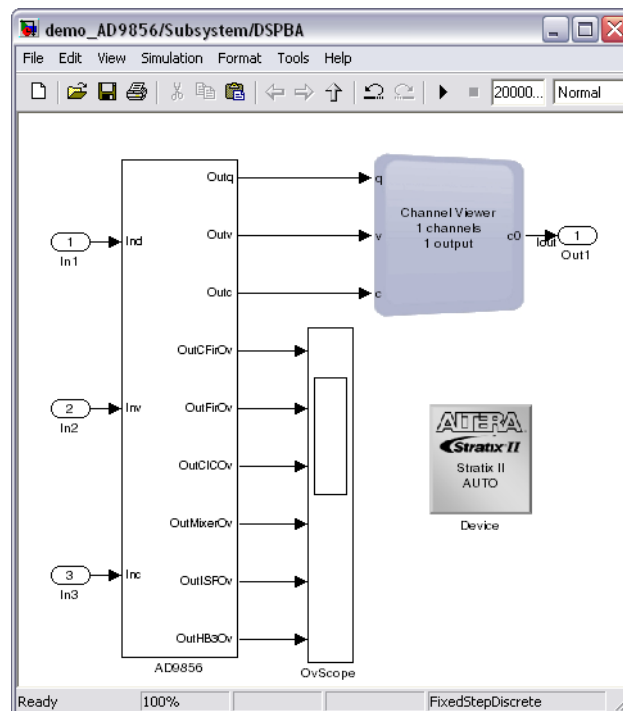 demo_AD9856/Subsystem/DSPBA
File Edit View Simulation Format Tools Help
20000... Normal
Outq
q
Channel Viewer
1 channels
1 output
1
In1
Ind
Outv
v
c0
Iout
1
Out1
Outc
c
OutCFirOv
2
In2
Inv
OutFirOv
ALTERA
Stratix II
Stratix II
AUTO
Device
OutCICOv
OutMixerOv
3
In3
Inc
OutISFOv
OutHB3Ov
AD9856
OvScope
Ready 100% FixedStepDiscrete